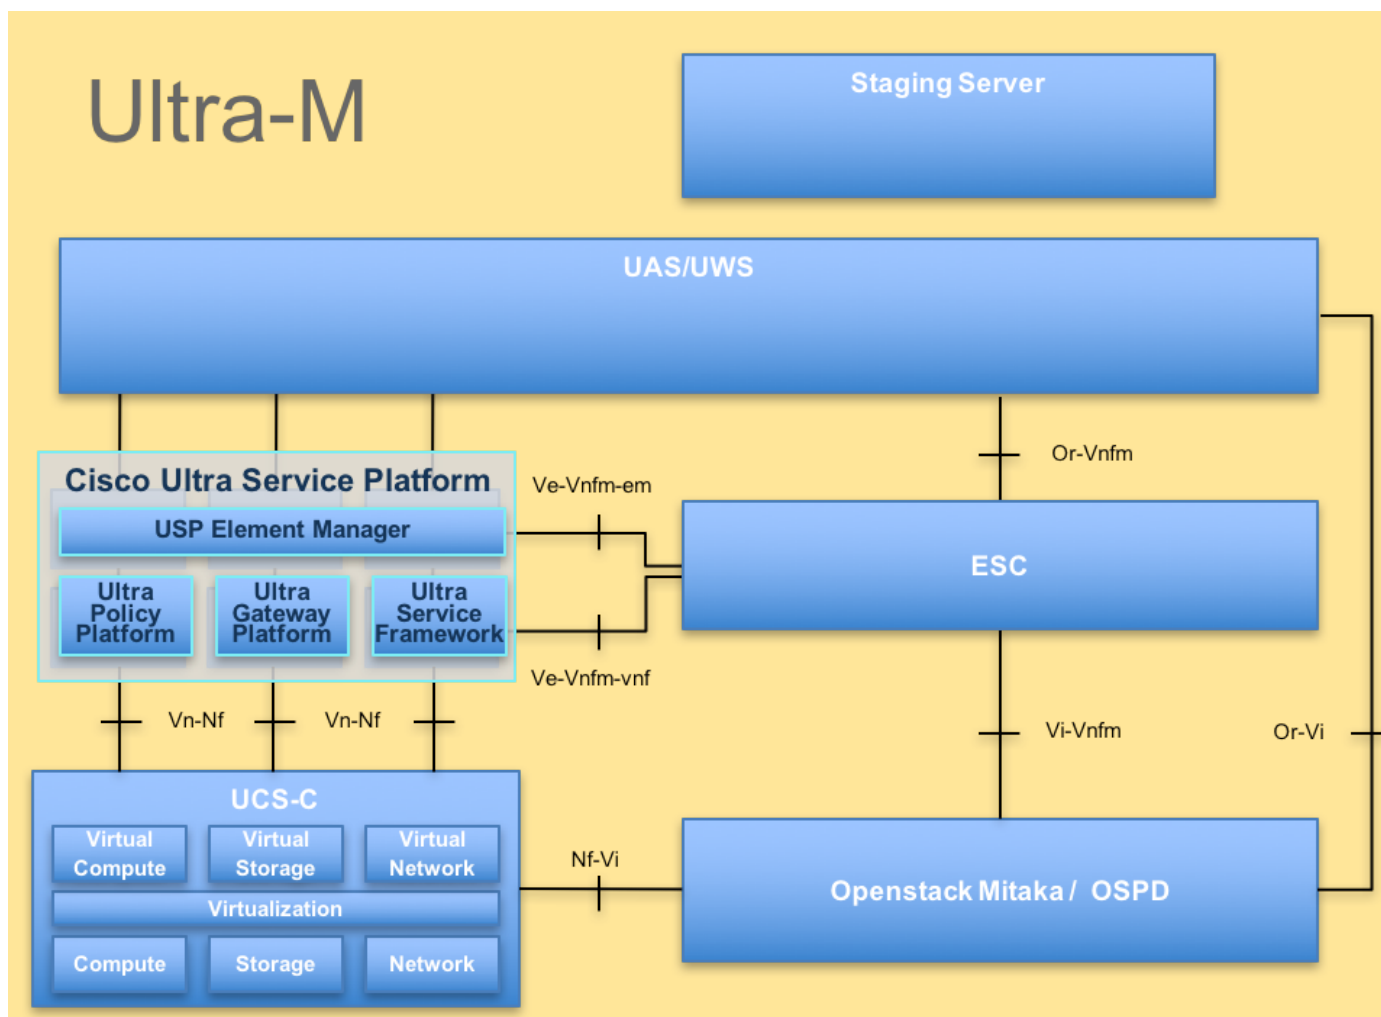 Ultra-M
Staging Server
UAS/UWS
Or-Vnfm
Cisco Ultra Service Platform
Ve-Vnfm-em
USP Element Manager
ESC
Ultra
Policy
Platform
Ultra
Gateway
Platform
Ultra
Service
Framework
Ve-Vnfm-vnf
Vn-Nf
Vn-Nf
Vi-Vnfm
Or-Vi
UCS-C
Virtual
Compute
Virtual
Storage
Virtual
Network
Nf-Vi
Openstack Mitaka / OSPD
Virtualization
Compute
Storage
Network